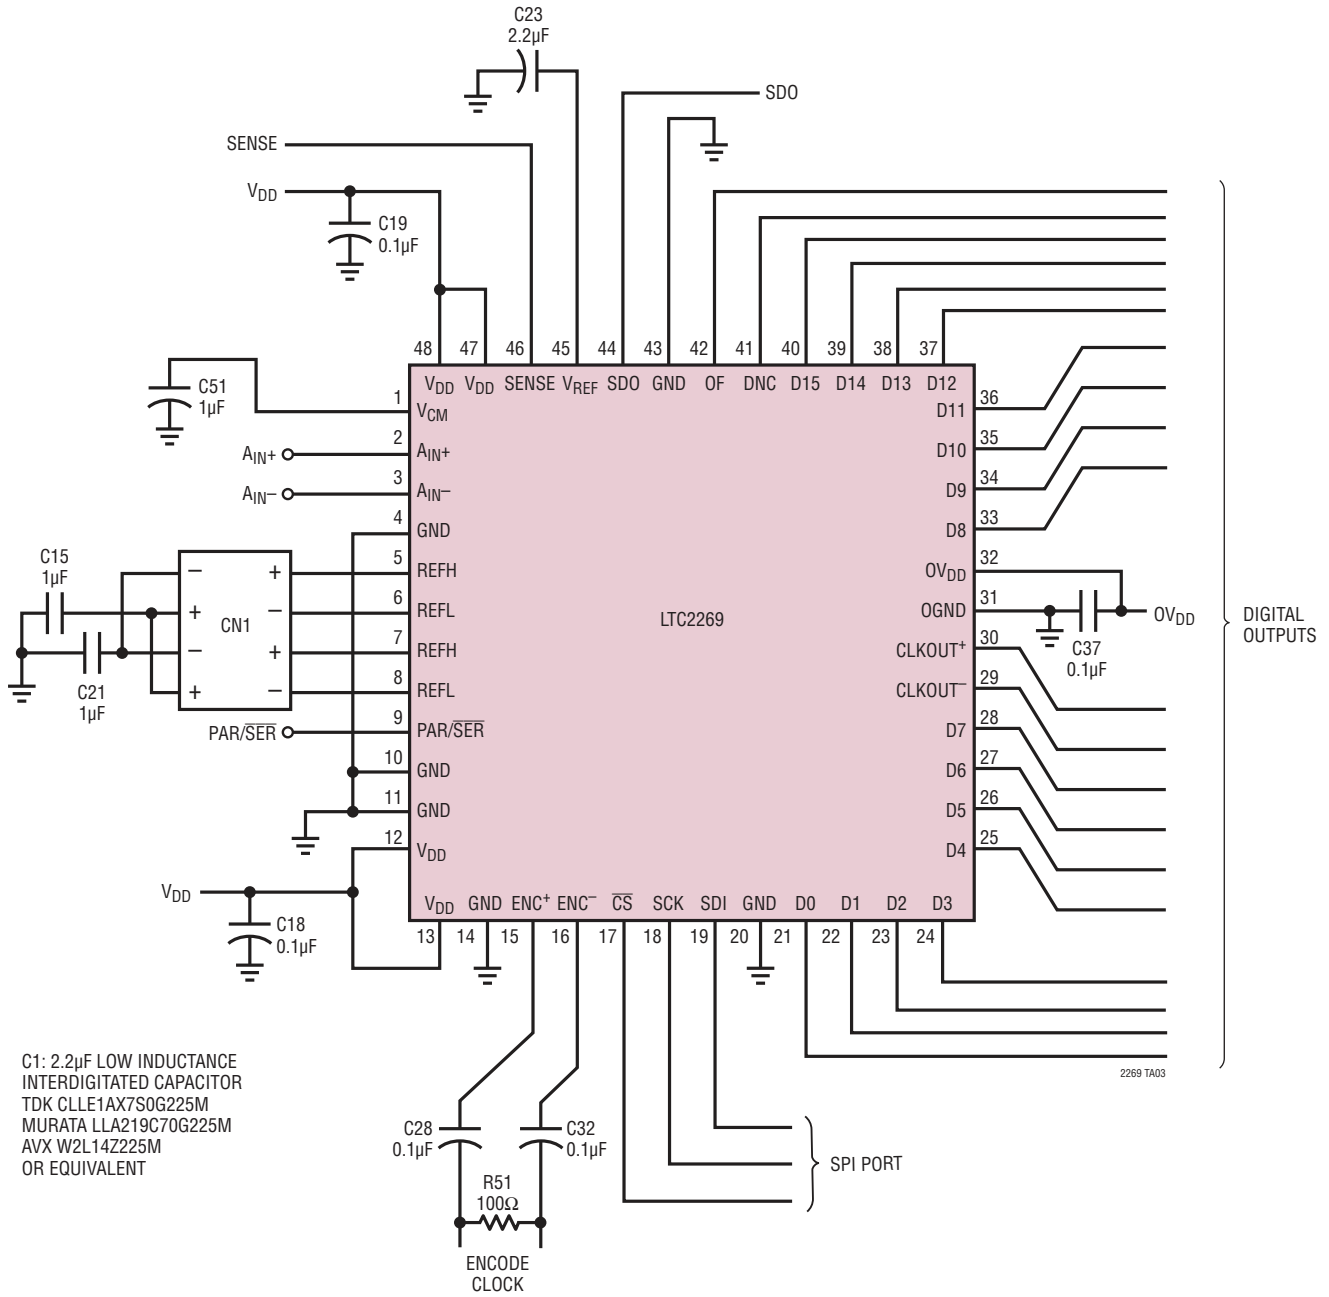 C23
2.2µF
SDO
SENSE
VDD
C19
0.1µF
48 47 46 45 44 43 42 41 40 39 38 37
VDD VDD SENSE VREF SDO GND OF DNC D15 D14 D13 D12
C51
1µF
1
VCM
2
AIN+
AIN+
3
AIN–
AIN–
4
GND
C15
1µF
5
REFH
6
REFL
7
REFH
8
REFL
– +
+ –
CN1
– +
+ –
C21
1µF
PAR/S̅E̅R̅
9
PAR/S̅E̅R̅
10
GND
11
GND
12
VDD
LTC2269
36
D11
35
D10
34
D9
33
D8
32
OVDD
31
OGND
OVDD
C37
0.1µF
30
CLKOUT+
29
CLKOUT–
28
D7
27
D6
26
D5
25
D4
DIGITAL
OUTPUTS
VDD
C18
0.1µF
VDD GND ENC+ ENC– C̅S̅ SCK SDI GND D0 D1 D2 D3
13 14 15 16 17 18 19 20 21 22 23 24
C1: 2.2µF LOW INDUCTANCE
INTERDIGITATED CAPACITOR
TDK CLLE1AX7S0G225M
MURATA LLA219C70G225M
AVX W2L14Z225M
OR EQUIVALENT
2269 TA03
C28
0.1µF
C32
0.1µF
SPI PORT
R51
100Ω
ENCODE
CLOCK